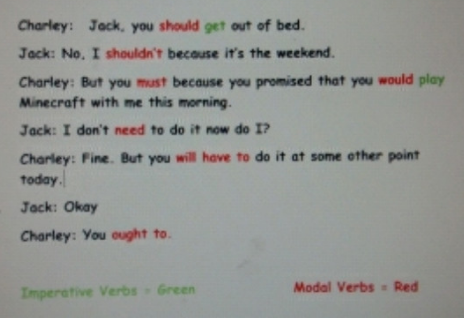 Charley: Jack, you should get out of bed.
Jack: No, I shouldn't because it's the weekend.
Charley: But you must because you promised that you would play
Minecraft with me this morning.
Jack: I don't need to do it now do I?
Charley: Fine. But you will have to do it at some other point
today.
Jack: Okay
Charley: You ought to.
Imperative Verbs = Green
Modal Verbs = Red